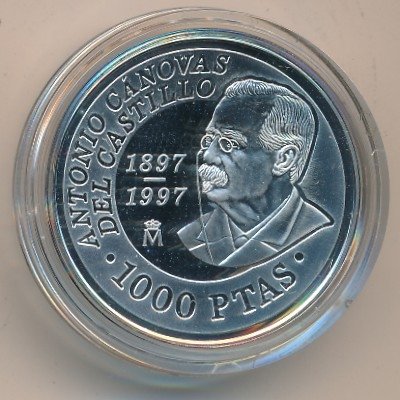 ANTONIO CÁNOVAS
DEL CASTILLO
1897
1997
M
· 1000 PTAS ·